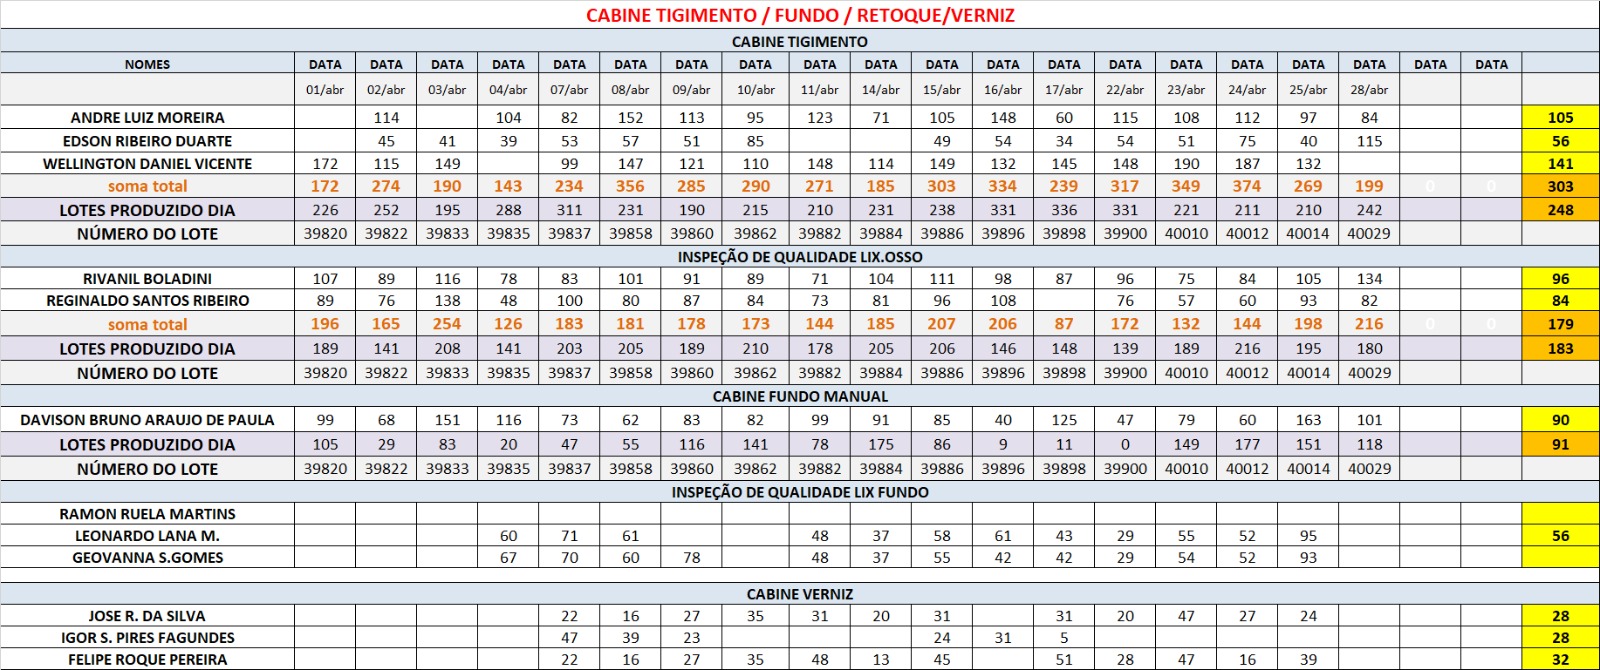 CABINE TIGIMENTO / FUNDO / RETOQUE/VERNIZ
CABINE TIGIMENTO
NOMES DATA DATA DATA DATA DATA DATA DATA DATA DATA DATA DATA DATA DATA DATA DATA DATA DATA DATA DATA DATA
01/abr 02/abr 03/abr 04/abr 07/abr 08/abr 09/abr 10/abr 11/abr 14/abr 15/abr 16/abr 17/abr 22/abr 23/abr 24/abr 25/abr 28/abr
ANDRE LUIZ MOREIRA 114 104 82 152 113 95 123 71 105 148 60 115 108 112 97 84 105
EDSON RIBEIRO DUARTE 45 41 39 53 57 51 85 49 54 34 54 51 75 40 115 56
WELLINGTON DANIEL VICENTE 172 115 149 99 147 121 110 148 114 149 132 145 148 190 187 132 141
soma total 172 274 190 143 234 356 285 290 271 185 303 334 239 317 349 374 269 199 0 0 303
LOTES PRODUZIDO DIA 226 252 195 288 311 231 190 215 210 231 238 331 336 331 221 211 210 242 248
NÚMERO DO LOTE 39820 39822 39833 39835 39837 39858 39860 39862 39882 39884 39886 39896 39898 39900 40010 40012 40014 40029
INSPEÇÃO DE QUALIDADE LIX.OSSO
RIVANIL BOLADINI 107 89 116 78 83 101 91 89 71 104 111 98 87 96 75 84 105 134 96
REGINALDO SANTOS RIBEIRO 89 76 138 48 100 80 87 84 73 81 96 108 76 57 60 93 82 84
soma total 196 165 254 126 183 181 178 173 144 185 207 206 87 172 132 144 198 216 0 0 179
LOTES PRODUZIDO DIA 189 141 208 141 203 205 189 210 178 205 206 146 148 139 189 216 195 180 183
NÚMERO DO LOTE 39820 39822 39833 39835 39837 39858 39860 39862 39882 39884 39886 39896 39898 39900 40010 40012 40014 40029
CABINE FUNDO MANUAL
DAVISON BRUNO ARAUJO DE PAULA 99 68 151 116 73 62 83 82 99 91 85 40 125 47 79 60 163 101 90
LOTES PRODUZIDO DIA 105 29 83 20 47 55 116 141 78 175 86 9 11 0 149 177 151 118 91
NÚMERO DO LOTE 39820 39822 39833 39835 39837 39858 39860 39862 39882 39884 39886 39896 39898 39900 40010 40012 40014 40029
INSPEÇÃO DE QUALIDADE LIX FUNDO
RAMON RUELA MARTINS
LEONARDO LANA M. 60 71 61 48 37 58 61 43 29 55 52 95 56
GEOVANNA S.GOMES 67 70 60 78 48 37 55 42 42 29 54 52 93
CABINE VERNIZ
JOSE R. DA SILVA 22 16 27 35 31 20 31 31 20 47 27 24 28
IGOR S. PIRES FAGUNDES 47 39 23 24 31 5 28
FELIPE ROQUE PEREIRA 22 16 27 35 48 13 45 51 28 47 16 39 32